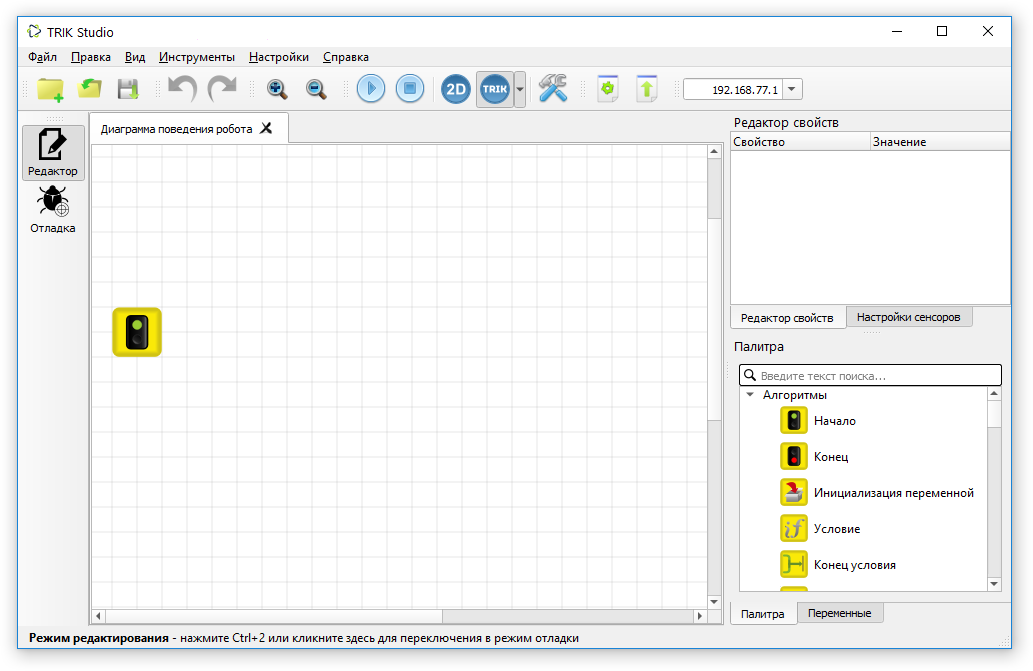 TRIK Studio
Файл Правка Вид Инструменты Настройки Справка
2D TRIK 192.168.77.1
Редактор
Отладка
Диаграмма поведения робота
Редактор свойств
Свойство Значение
Редактор свойств Настройки сенсоров
Палитра
Введите текст поиска...
Алгоритмы
Начало
Конец
Инициализация переменной
if Условие
Конец условия
Палитра Переменные
Режим редактирования - нажмите Ctrl+2 или кликните здесь для переключения в режим отладки